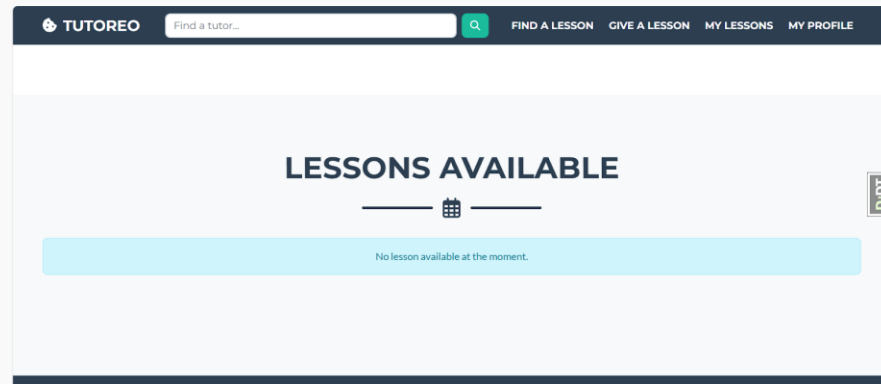 TUTOREO
Find a tutor...
FIND A LESSON
GIVE A LESSON
MY LESSONS
MY PROFILE
LESSONS AVAILABLE
DjDT
No lesson available at the moment.